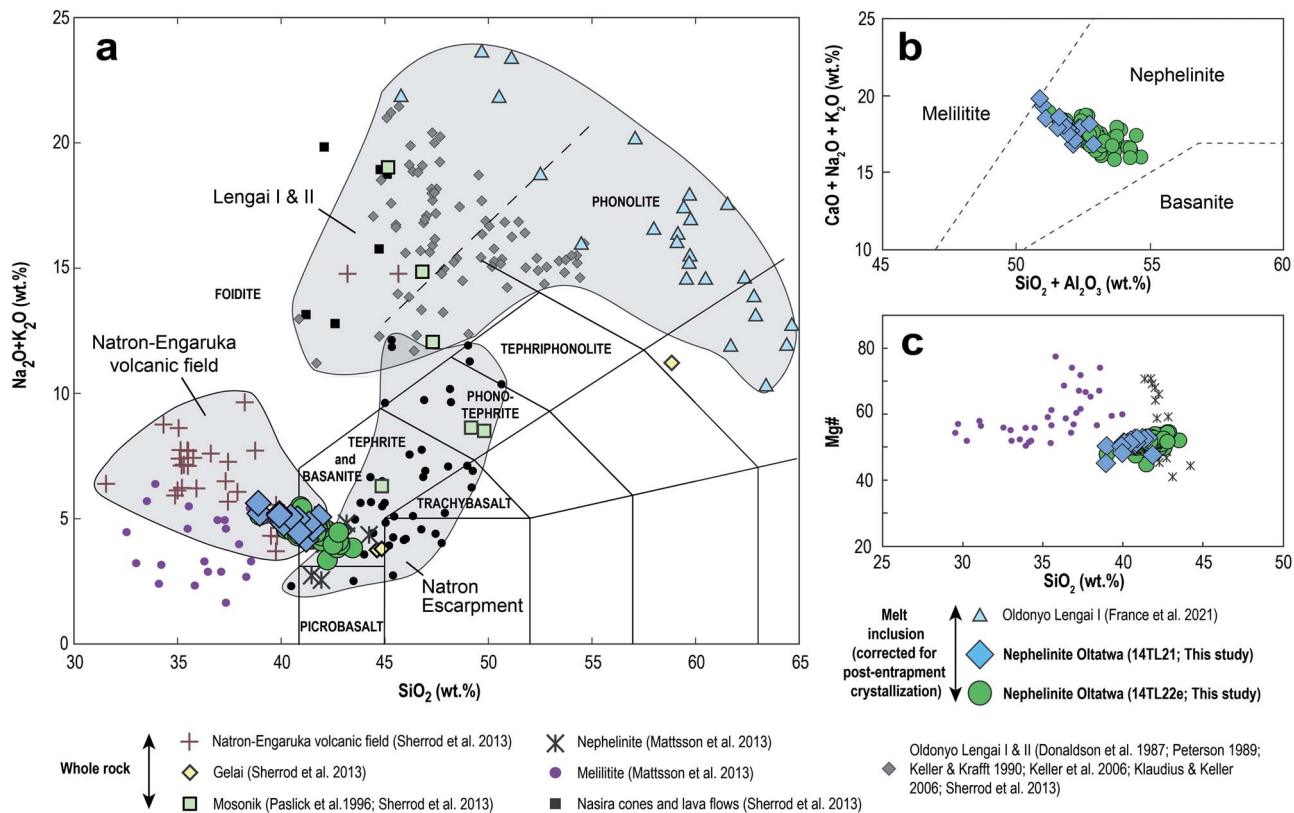 a
25
20
15
10
5
0
Na2O+K2O (wt.%)
30
35
40
45
50
55
60
65
SiO2 (wt.%)
Lengai I & II
FOIDITE
PHONOLITE
Natron-Engaruka
volcanic field
TEPHRIPHONOLITE
PHONO-
TEPHRITE
TEPHRITE
and
BASANITE
TRACHYBASALT
Natron
Escarpment
PICROBASALT
b
25
20
15
10
CaO + Na2O + K2O (wt.%)
Nephelinite
Melilitite
Basanite
45
50
55
60
SiO2 + Al2O3 (wt.%)
c
80
60
40
20
Mg#
25
30
35
40
45
50
SiO2 (wt.%)
Melt
inclusion
(corrected for
post-entrapment
crystallization)
Oldonyo Lengai I (France et al. 2021)
Nephelinite Oltatwa (14TL21; This study)
Nephelinite Oltatwa (14TL22e; This study)
Whole rock
Natron-Engaruka volcanic field (Sherrod et al. 2013)
Gelai (Sherrod et al. 2013)
Mosonik (Paslick et al.1996; Sherrod et al. 2013)
Nephelinite (Mattsson et al. 2013)
Melilitite (Mattsson et al. 2013)
Nasira cones and lava flows (Sherrod et al. 2013)
Oldonyo Lengai I & II (Donaldson et al. 1987; Peterson 1989;
Keller & Krafft 1990; Keller et al. 2006; Klaudius & Keller
2006; Sherrod et al. 2013)